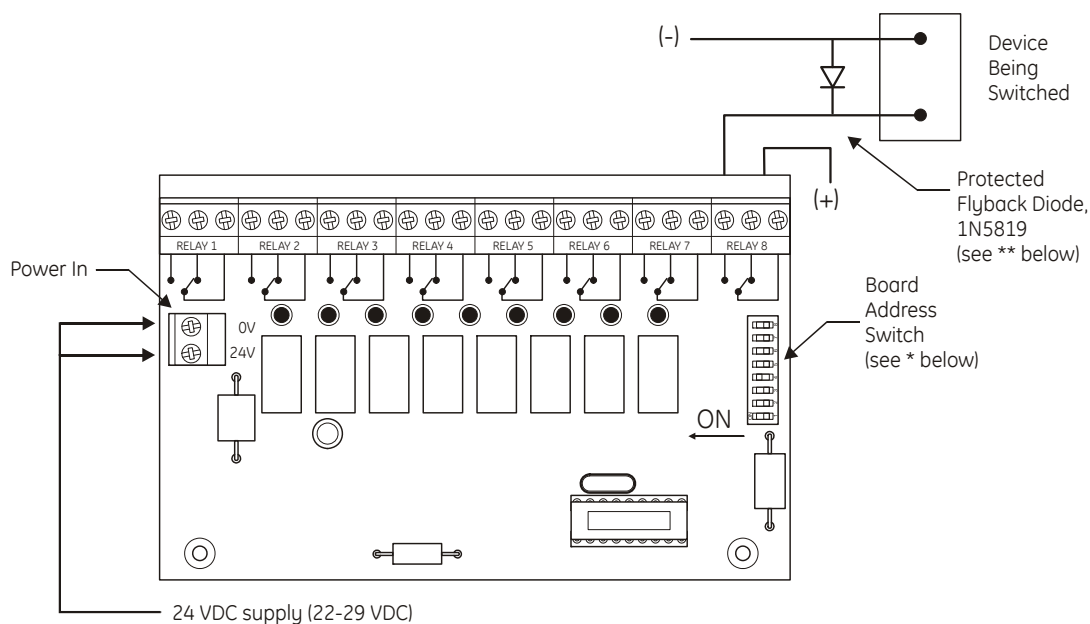 (-)
Device
Being
Switched
(+)
Protected
Flyback Diode,
1N5819
(see ** below)
RELAY 1
RELAY 2
RELAY 3
RELAY 4
RELAY 5
RELAY 6
RELAY 7
RELAY 8
Power In
0V
24V
Board
Address
Switch
(see * below)
ON
24 VDC supply (22-29 VDC)